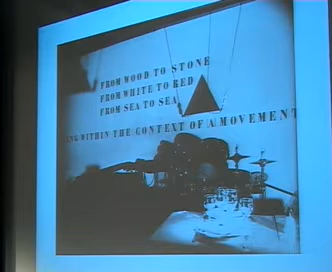 FROM WOOD TO STONE
FROM WHITE TO RED
FROM SEA TO SEA
WITHIN THE CONTEXT OF A MOVEMENT